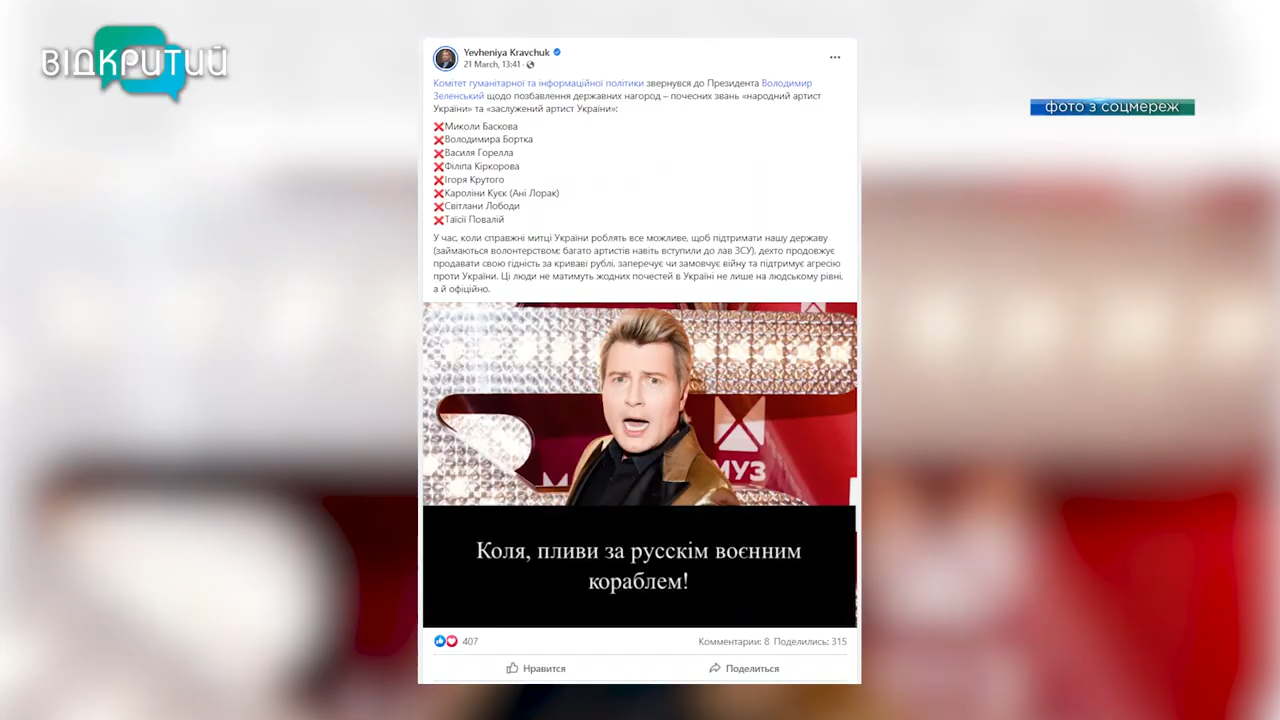 ВІДКРИТИЙ
фото з соцмереж
Yevheniya Kravchuk
21 March, 13:41 ·
Комітет гуманітарної та інформаційної політики звернувся до Президента Володимир
Зеленський щодо позбавлення державних нагород – почесних звань «народний артист
України» та «заслужений артист України»:
❌Миколи Баскова
❌Володимира Бортка
❌Василя Горелла
❌Філіпа Кіркорова
❌Ігоря Крутого
❌Кароліни Куєк (Ані Лорак)
❌Світлани Лободи
❌Таїсії Повалій
У час, коли справжні митці України роблять все можливе, щоб підтримати нашу державу
(займаються волонтерством; багато артистів навіть вступили до лав ЗСУ), дехто продовжує
продавати свою гідність за криваві рублі, заперечує чи замовчує війну та підтримує агресію
проти України. Ці люди не матимуть жодних почестей в Україні не лише на людському рівні,
а й офіційно.
МУЗ
Коля, пливи за русскім воєнним
кораблем!
407
Комментарии: 8 Поделились: 315
Нравится
Поделиться